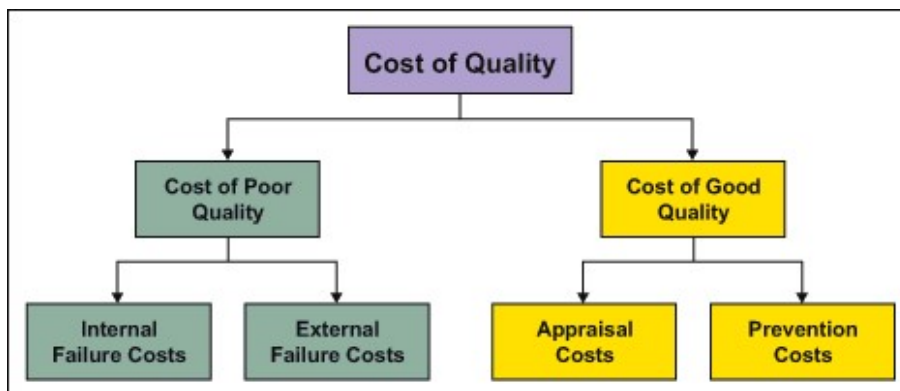 Cost of Quality
Cost of Poor
Quality
Cost of Good
Quality
Internal
Failure Costs
External
Failure Costs
Appraisal
Costs
Prevention
Costs